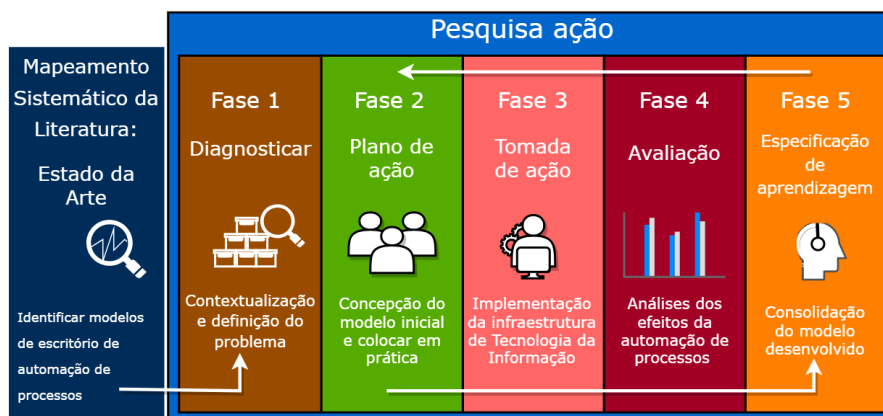 Pesquisa ação
Mapeamento
Sistemático da
Literatura:
Estado da
Arte
Identificar modelos
de escritório de
automação de
processos
Fase 1
Diagnosticar
Contextualização
e definição do
problema
Fase 2
Plano de
ação
Concepção do
modelo inicial
e colocar em
prática
Fase 3
Tomada
de ação
Implementação
da infraestrutura
de Tecnologia da
Informação
Fase 4
Avaliação
Análises dos
efeitos da
automação de
processos
Fase 5
Especificação
de
aprendizagem
Consolidação
do modelo
desenvolvido